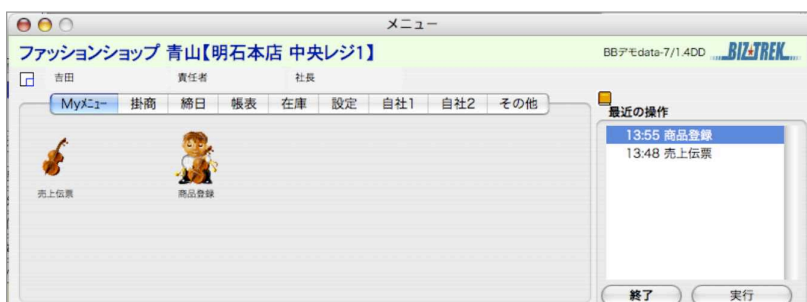 メニュー
ファッションショップ 青山【明石本店 中央レジ1】
BBデモdata-7/1.4DD
BIZ★TREK
吉田 責任者 社長
Myメニュー 掛商 締日 帳表 在庫 設定 自社1 自社2 その他
最近の操作
13:55 商品登録
13:48 売上伝票
売上伝票 商品登録
終了 実行